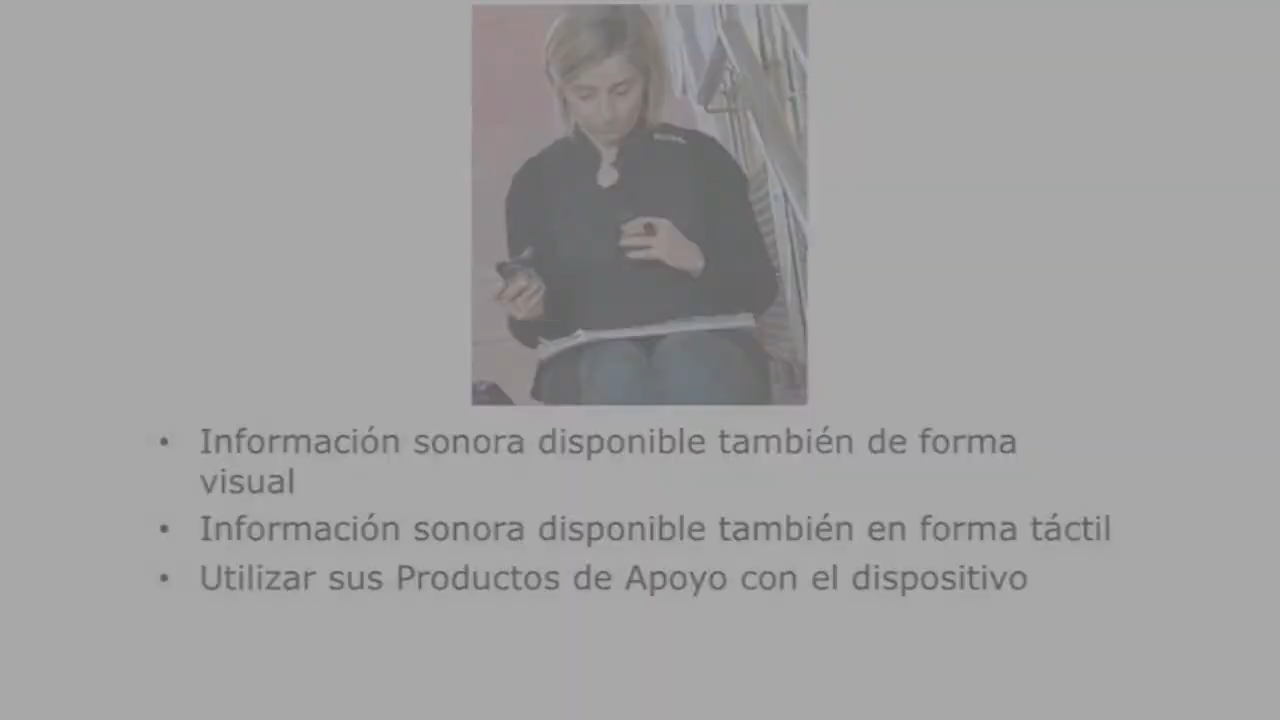 • Información sonora disponible también de forma
visual
• Información sonora disponible también en forma táctil
• Utilizar sus Productos de Apoyo con el dispositivo